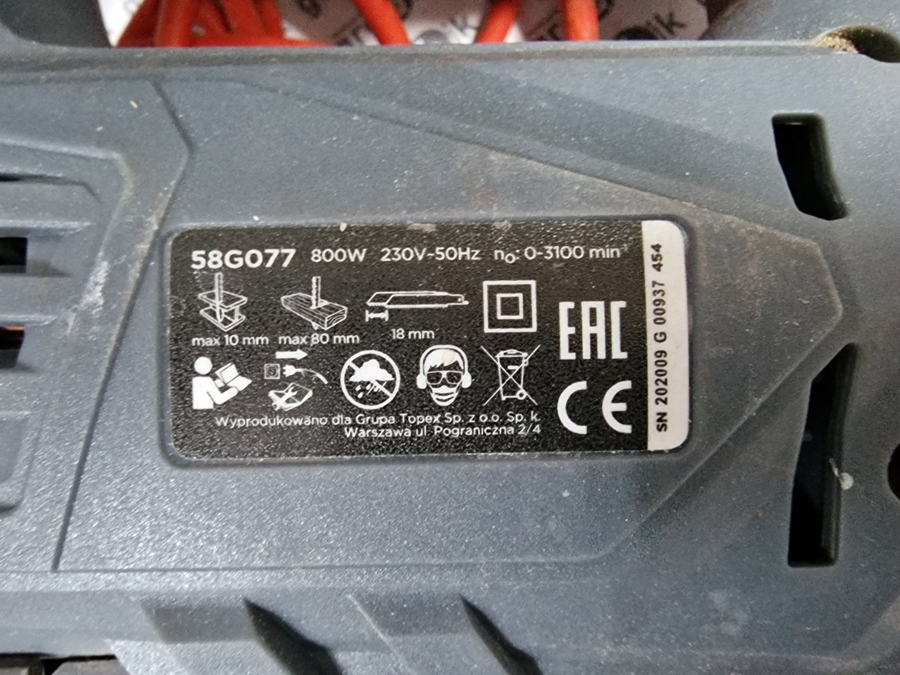 58G077 800W 230V~50Hz n₀: 0-3100 min⁻¹
max 10 mm max 80 mm 18 mm
EAC
CE
Wyprodukowano dla Grupa Topex Sp. z o.o. Sp. k.
Warszawa ul. Pograniczna 2/4
SN 202009 G 00937 454